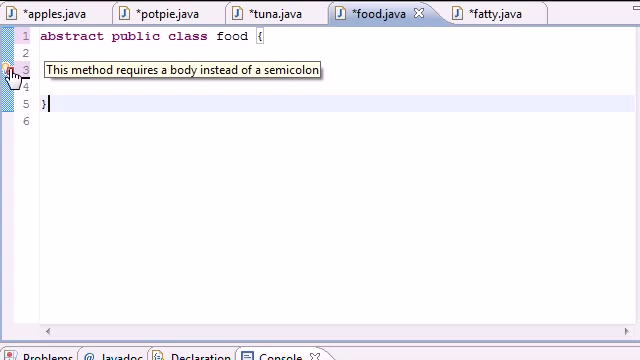 *apples.java *potpie.java *tuna.java *food.java *fatty.java
1 abstract public class food {
2
3 This method requires a body instead of a semicolon
4
5 }
6
Problems @ Javadoc Declaration Console